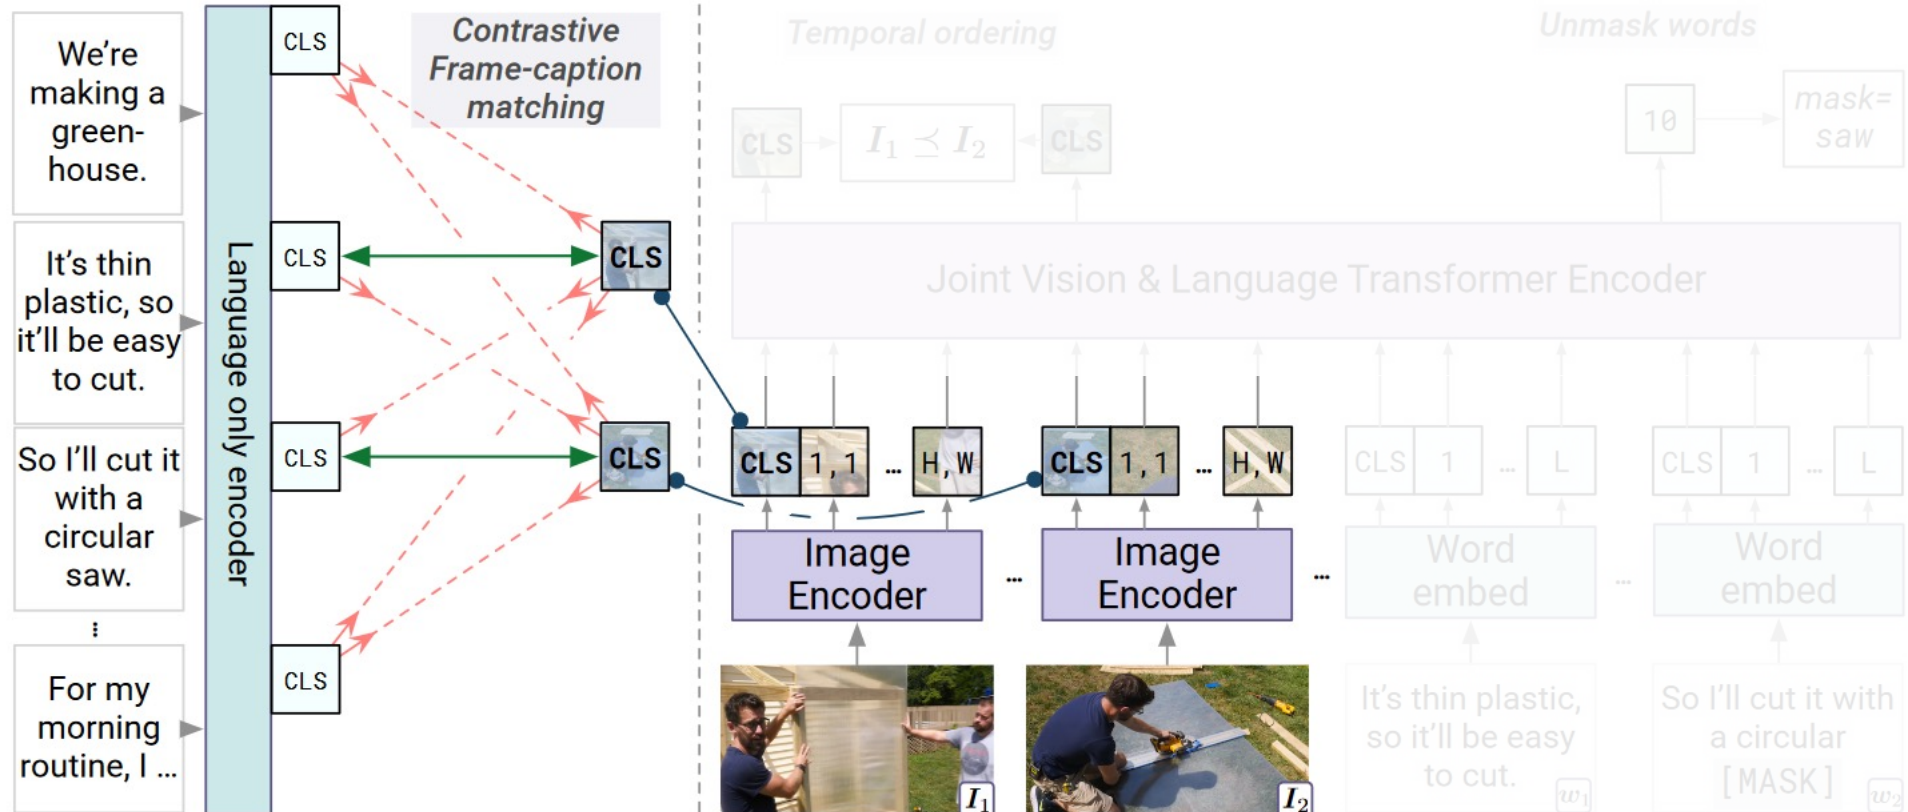 We're
making a
green-
house.
It's thin
plastic, so
it'll be easy
to cut.
So I'll cut it
with a
circular
saw.
...
For my
morning
routine, I ...
Language only encoder
CLS
CLS
CLS
CLS
Contrastive
Frame-caption
matching
CLS
CLS
Temporal ordering
CLS
I₁ ⪯ I₂
CLS
Unmask words
10
mask=
saw
Joint Vision & Language Transformer Encoder
CLS 1,1 ... H,W
CLS 1,1 ... H,W
CLS 1 ... L
CLS 1 ... L
Image
Encoder
...
Image
Encoder
...
Word
embed
...
Word
embed
I₁
I₂
It's thin plastic,
so it'll be easy
to cut.
w₁
So I'll cut it with
a circular
[MASK]
w₂